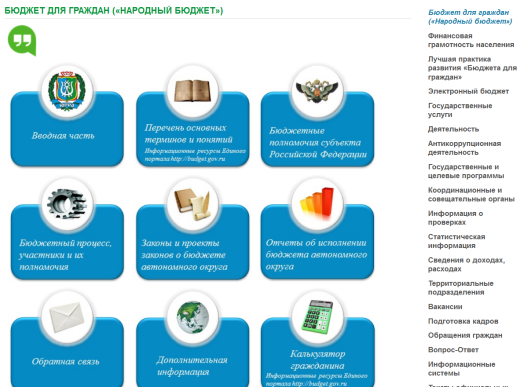 БЮДЖЕТ ДЛЯ ГРАЖДАН («НАРОДНЫЙ БЮДЖЕТ»)
Вводная часть
Перечень основных
терминов и понятий
Информационные ресурсы Единого
портала http://budget.gov.ru
Бюджетные
полномочия субъекта
Российской Федерации
Бюджетный процесс,
участники и их
полномочия
Законы и проекты
законов о бюджете
автономного округа
Отчеты об исполнении
бюджета автономного
округа
Обратная связь
Дополнительная
информация
Калькулятор
гражданина
Информационные ресурсы Единого
портала http://budget.gov.ru
Бюджет для граждан
(«Народный бюджет»)
Финансовая
грамотность населения
Лучшая практика
развития «Бюджета для
граждан»
Электронный бюджет
Государственные
услуги
Деятельность
Антикоррупционная
деятельность
Государственные и
целевые программы
Координационные и
совещательные органы
Информация о
проверках
Статистическая
информация
Сведения о доходах,
расходах
Территориальные
подразделения
Вакансии
Подготовка кадров
Обращения граждан
Вопрос-Ответ
Информационные
системы